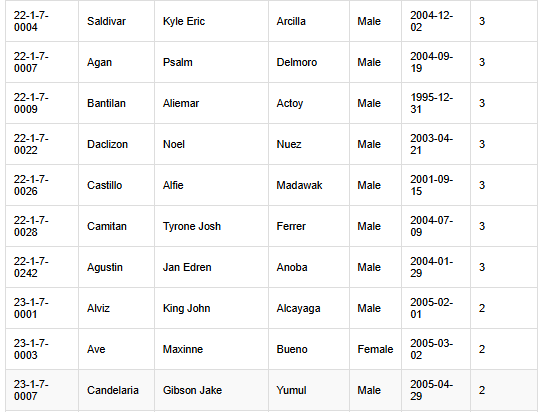 22-1-7-0004 Saldivar Kyle Eric Arcilla Male 2004-12-02 3
22-1-7-0007 Agan Psalm Delmoro Male 2004-09-19 3
22-1-7-0009 Bantilan Aliemar Actoy Male 1995-12-31 3
22-1-7-0022 Daclizon Noel Nuez Male 2003-04-21 3
22-1-7-0026 Castillo Alfie Madawak Male 2001-09-15 3
22-1-7-0028 Camitan Tyrone Josh Ferrer Male 2004-07-09 3
22-1-7-0242 Agustin Jan Edren Anoba Male 2004-01-29 3
23-1-7-0001 Alviz King John Alcayaga Male 2005-02-01 2
23-1-7-0003 Ave Maxinne Bueno Female 2005-03-02 2
23-1-7-0007 Candelaria Gibson Jake Yumul Male 2005-04-29 2